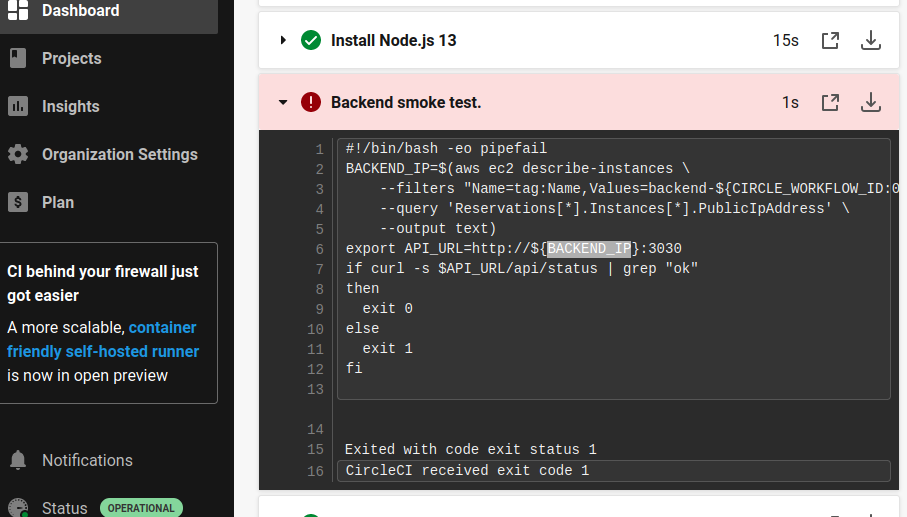 Dashboard
Projects
Insights
Organization Settings
Plan
CI behind your firewall just
got easier
A more scalable, container
friendly self-hosted runner
is now in open preview
Notifications
Status OPERATIONAL
Install Node.js 13 15s
Backend smoke test. 1s
1 #!/bin/bash -eo pipefail
2 BACKEND_IP=$(aws ec2 describe-instances \
3 --filters "Name=tag:Name,Values=backend-${CIRCLE_WORKFLOW_ID:0
4 --query 'Reservations[*].Instances[*].PublicIpAddress' \
5 --output text)
6 export API_URL=http://${BACKEND_IP}:3030
7 if curl -s $API_URL/api/status | grep "ok"
8 then
9 exit 0
10 else
11 exit 1
12 fi
13
14
15 Exited with code exit status 1
16 CircleCI received exit code 1